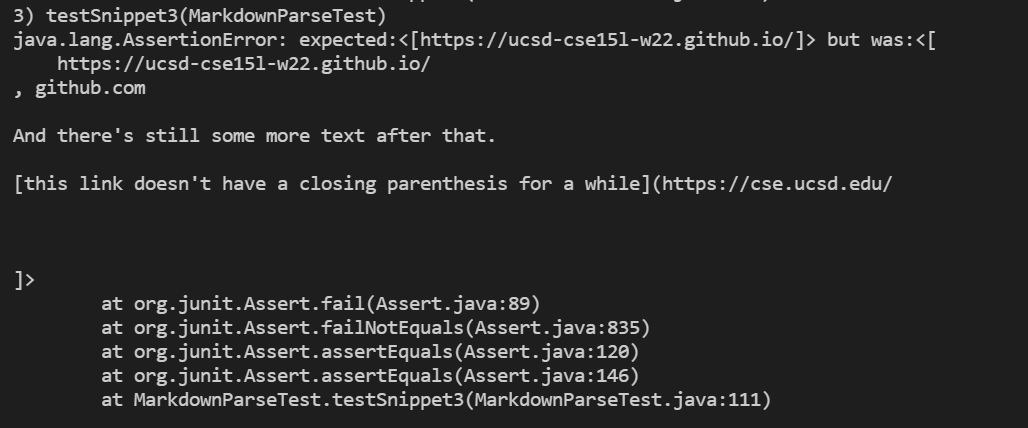 3) testSnippet3(MarkdownParseTest)
java.lang.AssertionError: expected:<[https://ucsd-cse15l-w22.github.io/]> but was:<[
    https://ucsd-cse15l-w22.github.io/
, github.com

And there's still some more text after that.

[this link doesn't have a closing parenthesis for a while](https://cse.ucsd.edu/



]>
        at org.junit.Assert.fail(Assert.java:89)
        at org.junit.Assert.failNotEquals(Assert.java:835)
        at org.junit.Assert.assertEquals(Assert.java:120)
        at org.junit.Assert.assertEquals(Assert.java:146)
        at MarkdownParseTest.testSnippet3(MarkdownParseTest.java:111)